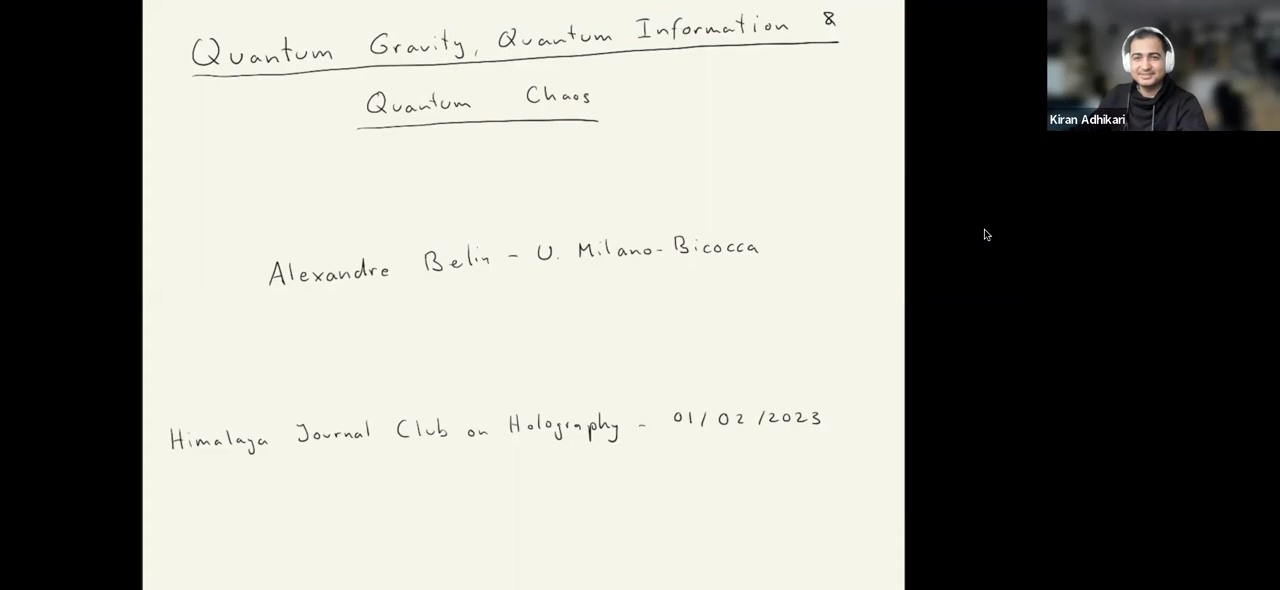 Quantum Gravity, Quantum Information &
Quantum Chaos
Kiran Adhikari
Alexandre Belin - U. Milano-Bicocca
Himalaya Journal Club on Holography - 01/02/2023